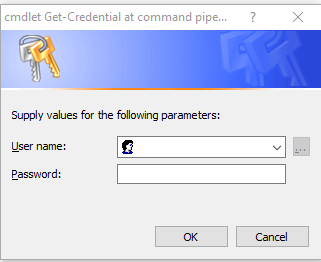 cmdlet Get-Credential at command pipe...
Supply values for the following parameters:
User name:
...
Password:
OK
Cancel